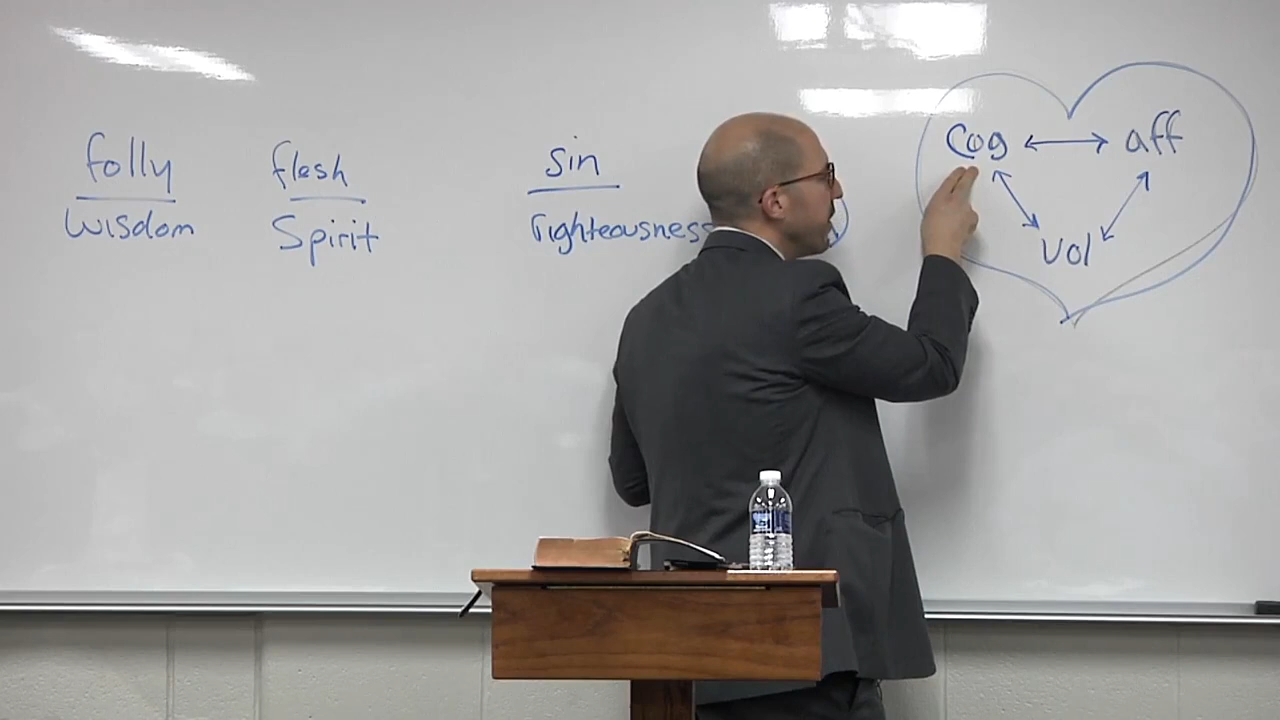 folly
wisdom
flesh
Spirit
sin
righteousness
cog aff
vol